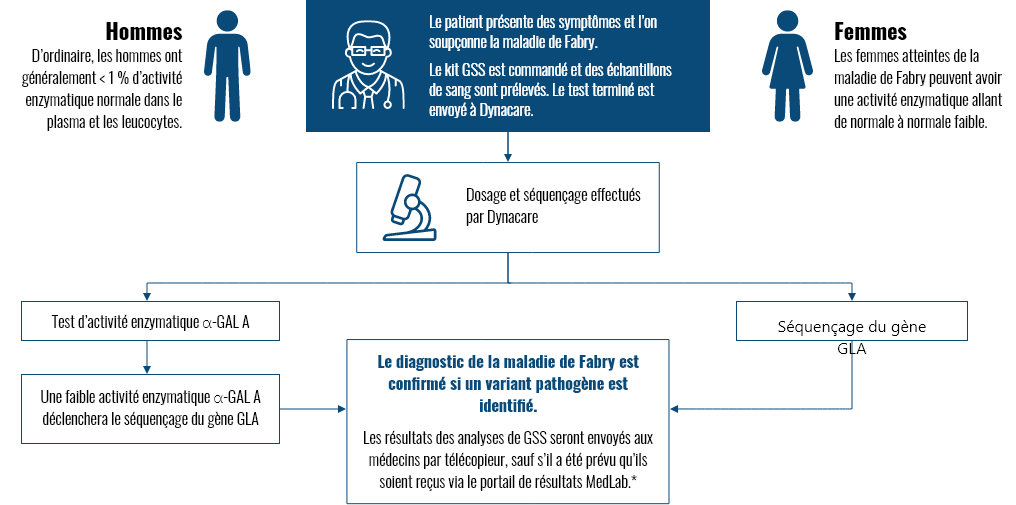 Hommes
D’ordinaire, les hommes ont
généralement < 1 % d’activité
enzymatique normale dans le
plasma et les leucocytes.
Le patient présente des symptômes et l’on
soupçonne la maladie de Fabry.
Le kit GSS est commandé et des échantillons
de sang sont prélevés. Le test terminé est
envoyé à Dynacare.
Femmes
Les femmes atteintes de la
maladie de Fabry peuvent avoir
une activité enzymatique allant
de normale à normale faible.
Dosage et séquençage effectués
par Dynacare
Test d’activité enzymatique α-GAL A
Séquençage du gène
GLA
Une faible activité enzymatique α-GAL A
déclenchera le séquençage du gène GLA
Le diagnostic de la maladie de Fabry est
confirmé si un variant pathogène est
identifié.
Les résultats des analyses de GSS seront envoyés aux
médecins par télécopieur, sauf s’il a été prévu qu’ils
soient reçus via le portail de résultats MedLab.*